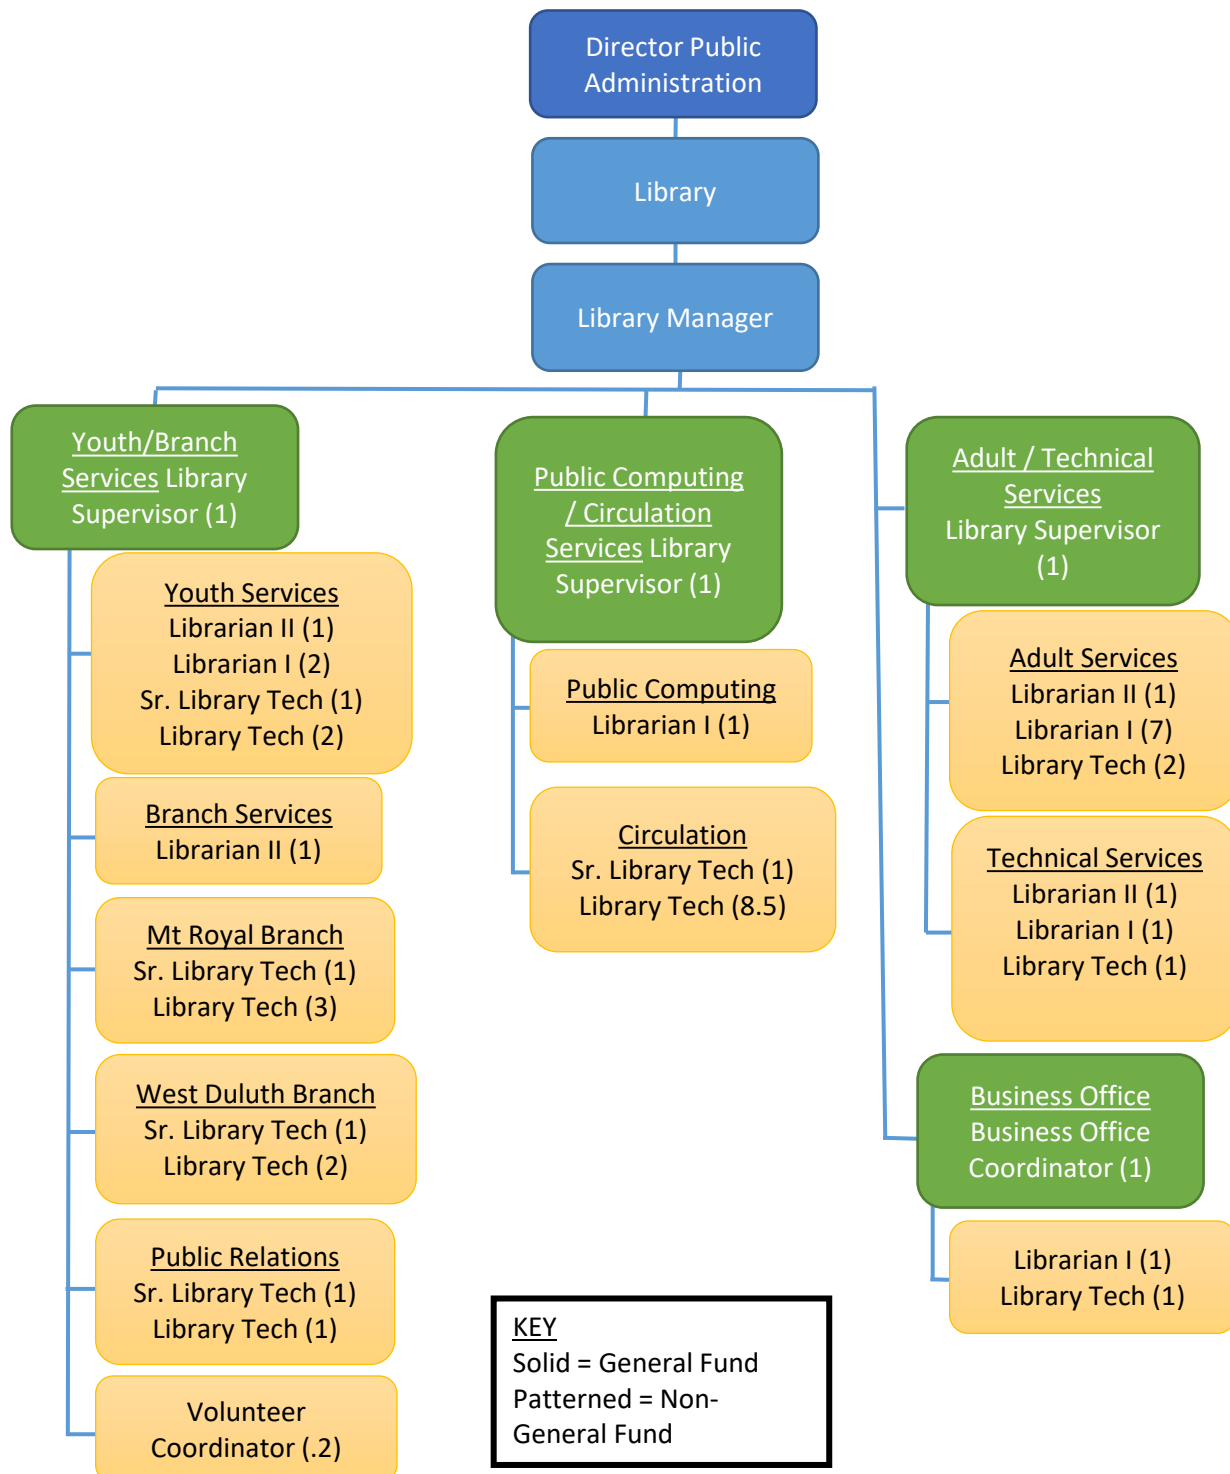 Director Public
Administration
Library
Library Manager
Youth/Branch
Services Library
Supervisor (1)
Youth Services
Librarian II (1)
Librarian I (2)
Sr. Library Tech (1)
Library Tech (2)
Branch Services
Librarian II (1)
Mt Royal Branch
Sr. Library Tech (1)
Library Tech (3)
West Duluth Branch
Sr. Library Tech (1)
Library Tech (2)
Public Relations
Sr. Library Tech (1)
Library Tech (1)
Volunteer
Coordinator (.2)
Public Computing
/ Circulation
Services Library
Supervisor (1)
Public Computing
Librarian I (1)
Circulation
Sr. Library Tech (1)
Library Tech (8.5)
Adult / Technical
Services
Library Supervisor
(1)
Adult Services
Librarian II (1)
Librarian I (7)
Library Tech (2)
Technical Services
Librarian II (1)
Librarian I (1)
Library Tech (1)
Business Office
Business Office
Coordinator (1)
Librarian I (1)
Library Tech (1)
KEY
Solid = General Fund
Patterned = Non-
General Fund